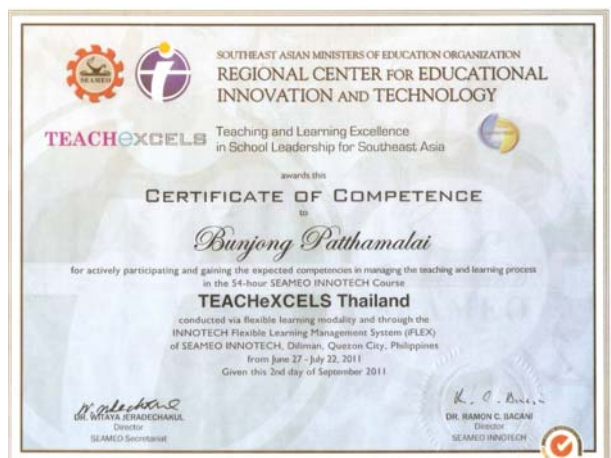 SEAMEO
SOUTHEAST ASIAN MINISTERS OF EDUCATION ORGANIZATION
REGIONAL CENTER FOR EDUCATIONAL
INNOVATION AND TECHNOLOGY
TEACHeXCELS
Teaching and Learning Excellence
in School Leadership for Southeast Asia
awards this
CERTIFICATE OF COMPETENCE
to
Bunjong Patthamalai
for actively participating and gaining the expected competencies in managing the teaching and learning process
in the 54-hour SEAMEO INNOTECH Course
TEACHeXCELS Thailand
conducted via flexible learning modality and through the
INNOTECH Flexible Learning Management System (iFLEX)
of SEAMEO INNOTECH, Diliman, Quezon City, Philippines
from June 27 - July 22, 2011
Given this 2nd day of September 2011
DR. WITAYA JERADECHAKUL
Director
SEAMEO Secretariat
DR. RAMON C. BACANI
Director
SEAMEO INNOTECH